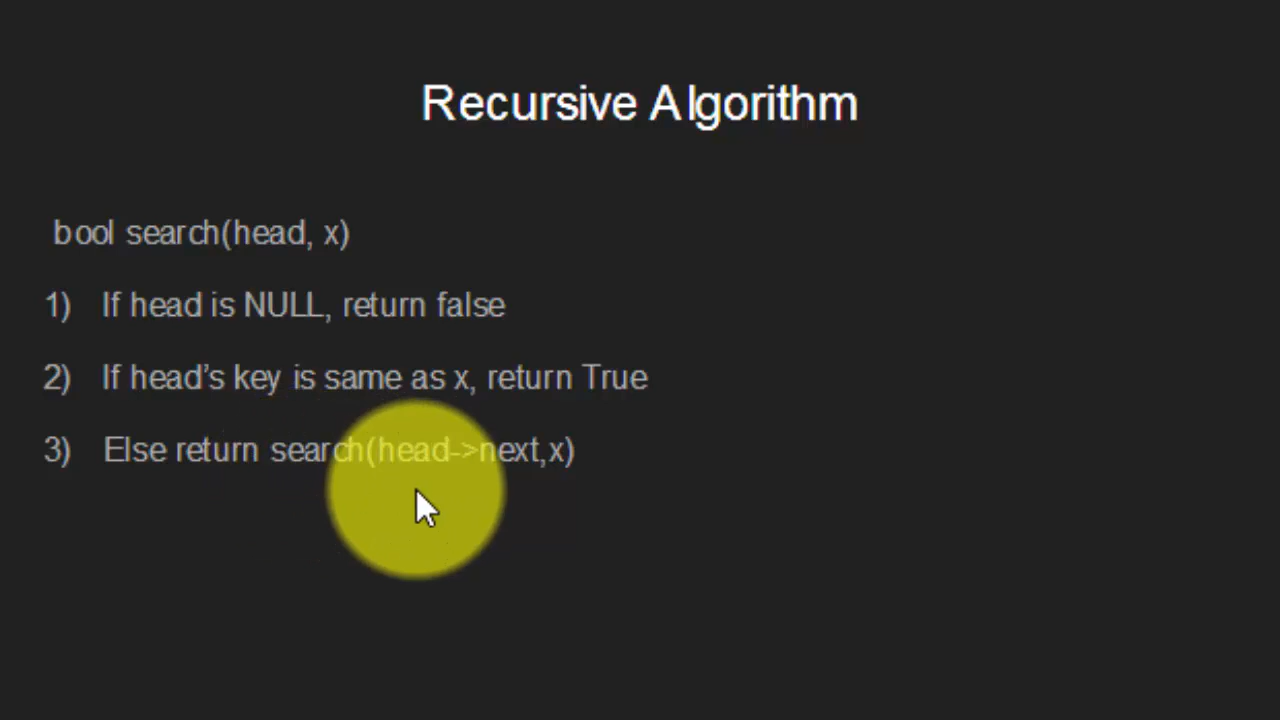 Recursive Algorithm
bool search(head, x)
1) If head is NULL, return false
2) If head’s key is same as x, return True
3) Else return search(head->next,x)